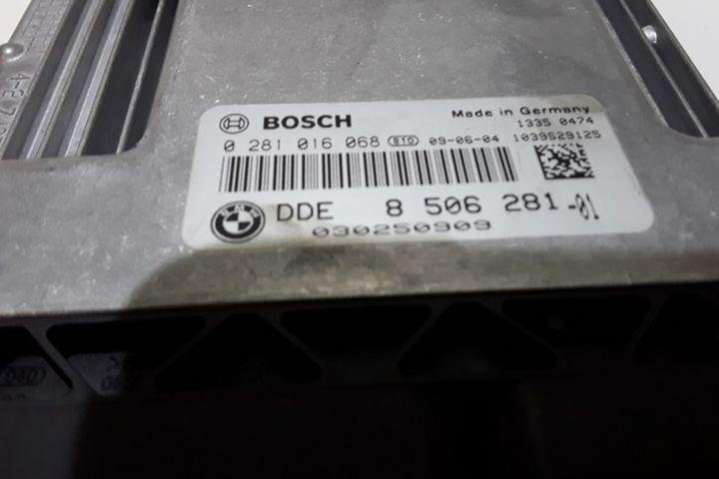 BOSCH
Made in Germany
1335 0474
0 281 016 068 09-06-04 1039S29125
BMW
DDE 8 506 281 -01
030250909